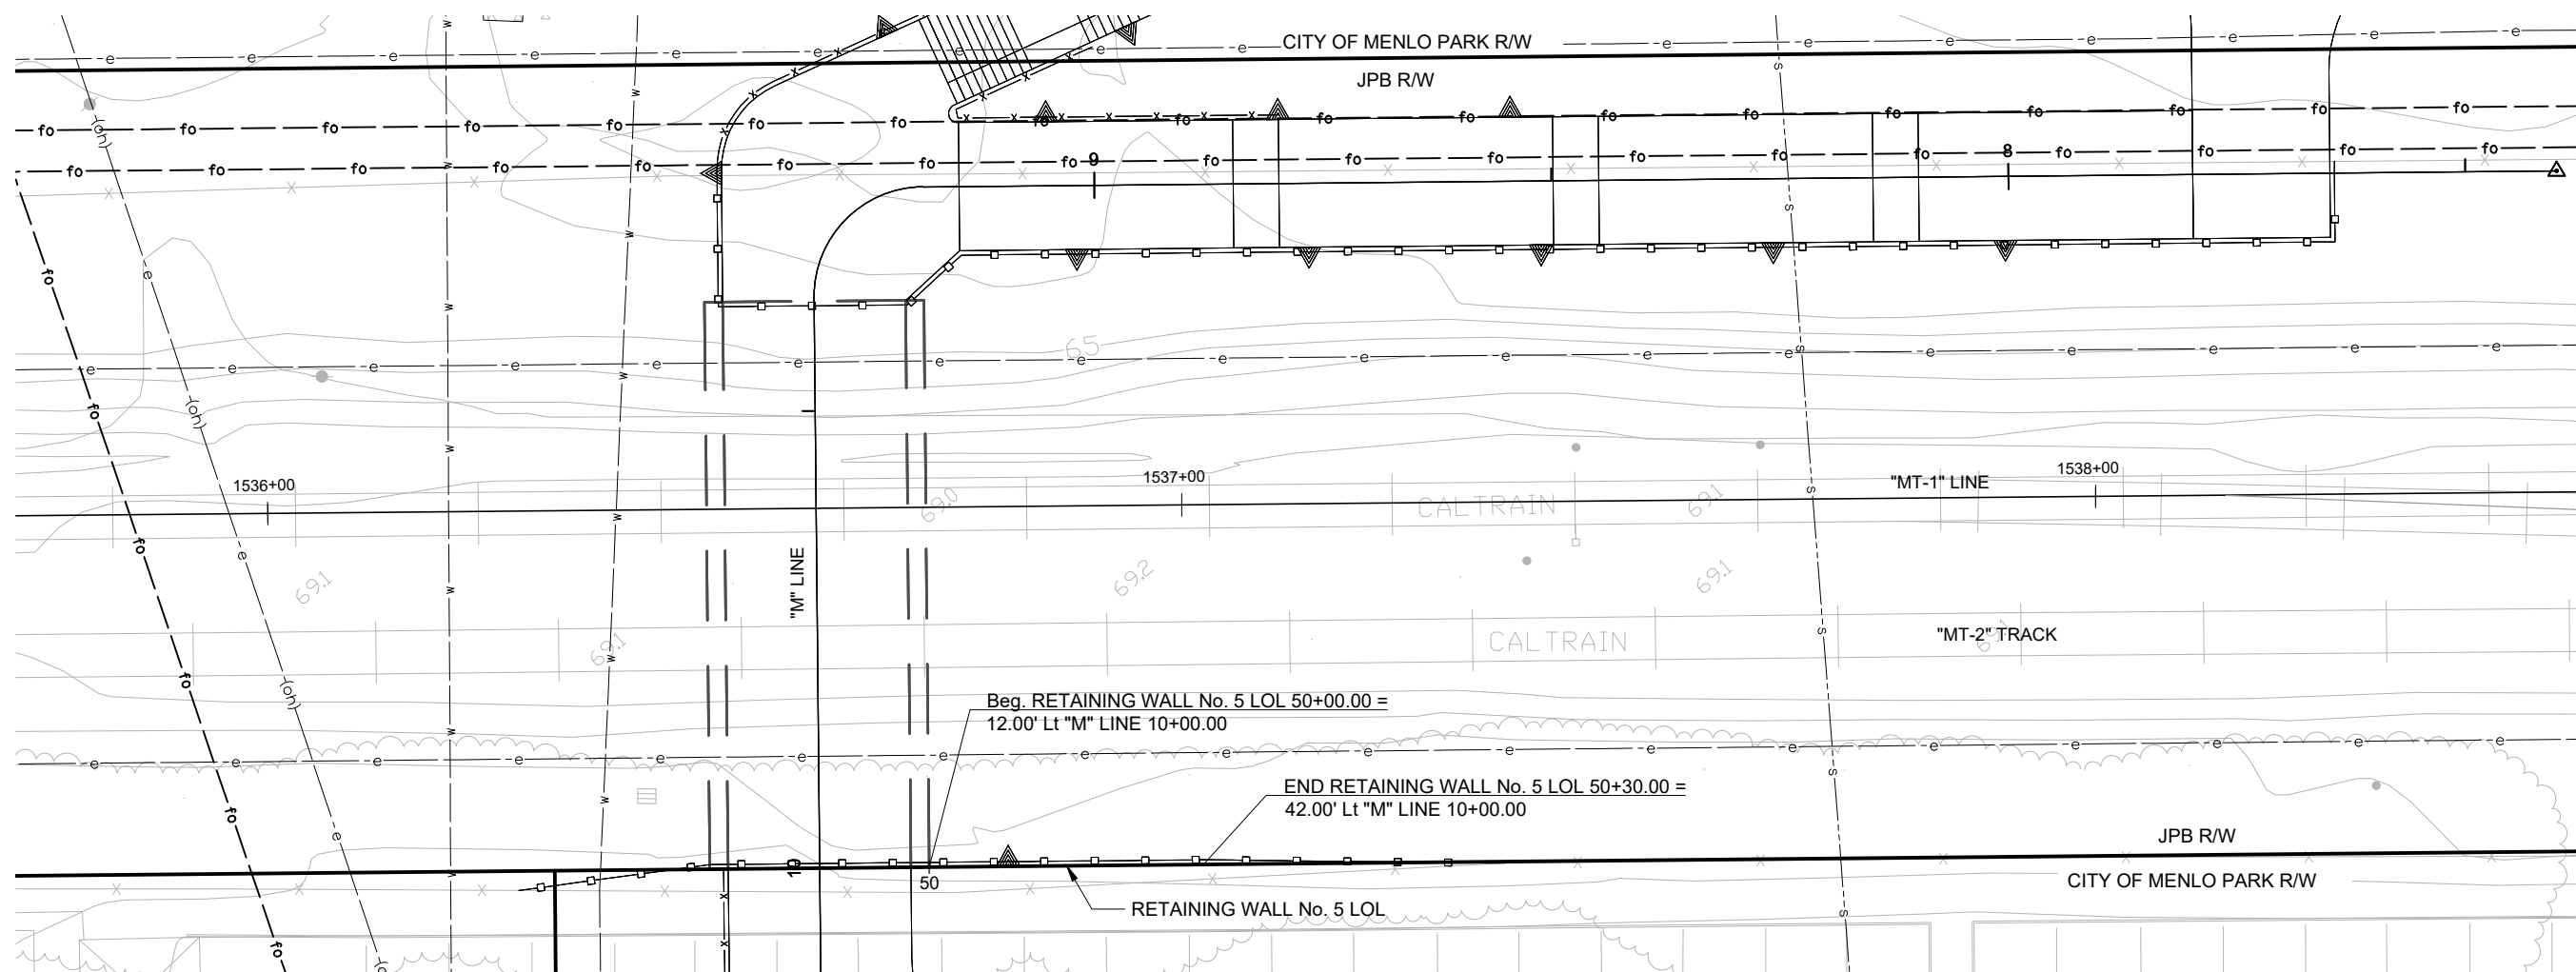 CITY OF MENLO PARK R/W
JPB R/W
9
8
65
1536+00
1537+00
1538+00
"MT-1" LINE
69.0
CALTRAIN
69.1
"M" LINE
69.1
69.2
69.1
69.1
CALTRAIN
"MT-2" TRACK
69.1
Beg. RETAINING WALL No. 5 LOL 50+00.00 =
12.00' Lt "M" LINE 10+00.00
END RETAINING WALL No. 5 LOL 50+30.00 =
42.00' Lt "M" LINE 10+00.00
JPB R/W
10
50
CITY OF MENLO PARK R/W
RETAINING WALL No. 5 LOL